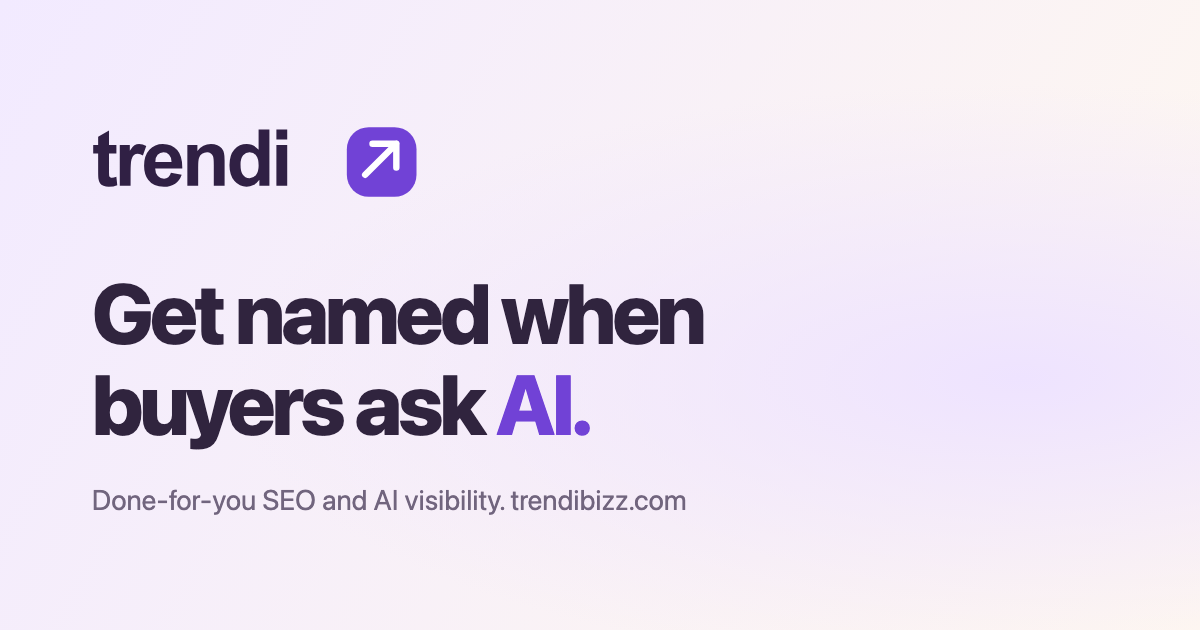 trendi
Get named when
buyers ask AI.
Done-for-you SEO and AI visibility. trendibizz.com